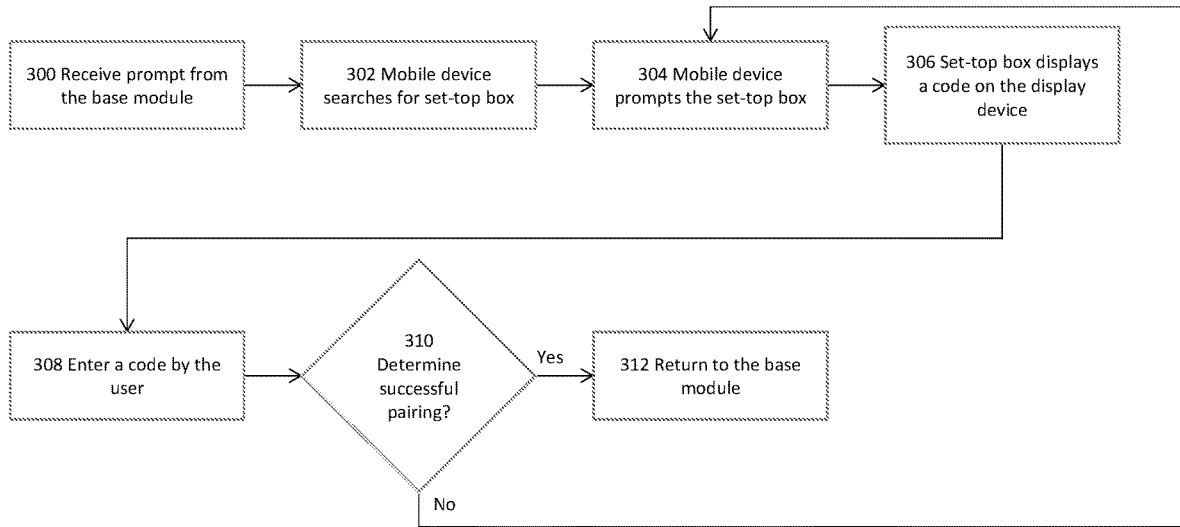 300 Receive prompt from
the base module
302 Mobile device
searches for set-top box
304 Mobile device
prompts the set-top box
306 Set-top box displays
a code on the display
device
308 Enter a code by the
user
310
Determine
successful
pairing?
Yes
312 Return to the base
module
No